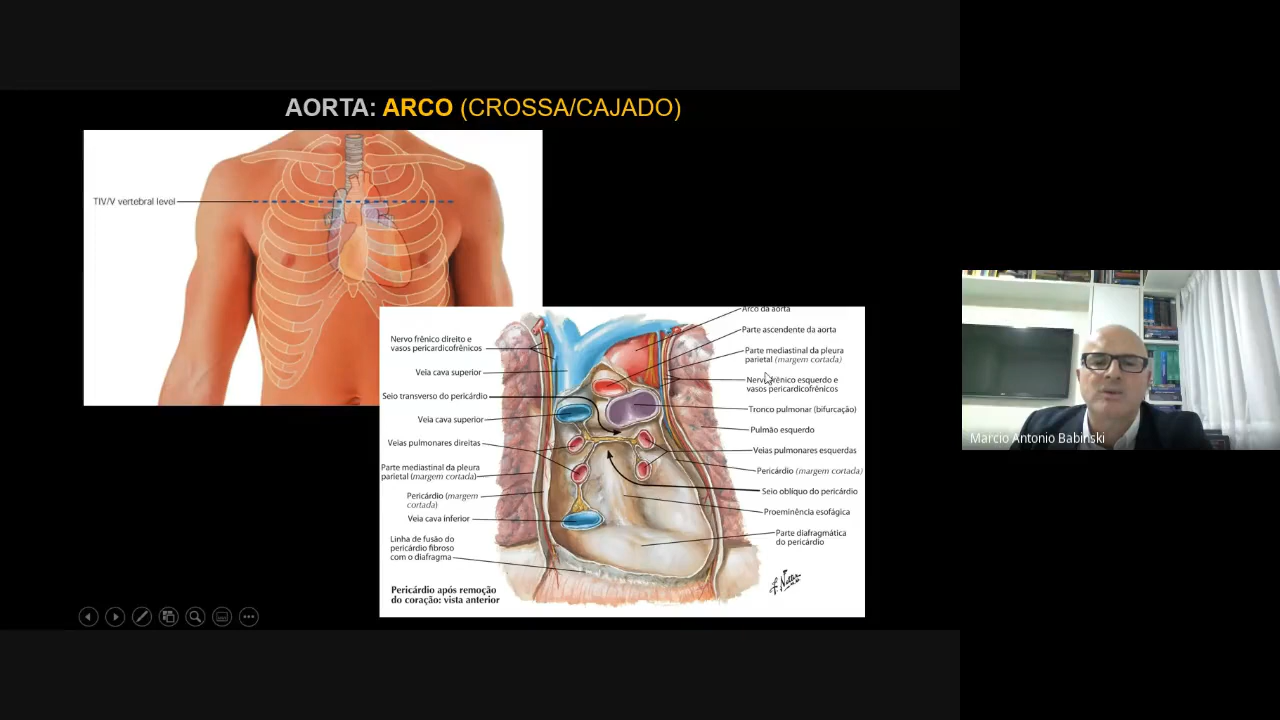 AORTA: ARCO (CROSSA/CAJADO)
TIV/V vertebral level
Nervo frênico direito e
vasos pericardicofrênicos
Veia cava superior
Seio transverso do pericárdio
Veia cava superior
Veias pulmonares direitas
Parte mediastinal da pleura
parietal (margem cortada)
Pericárdio (margem
cortada)
Veia cava inferior
Linha de fusão do
pericárdio fibroso
com o diafragma
Pericárdio após remoção
do coração: vista anterior
Arco da aorta
Parte ascendente da aorta
Parte mediastinal da pleura
parietal (margem cortada)
Nervo frênico esquerdo e
vasos pericardicofrênicos
Tronco pulmonar (bifurcação)
Pulmão esquerdo
Veias pulmonares esquerdas
Pericárdio (margem cortada)
Seio oblíquo do pericárdio
Proeminência esofágica
Parte diafragmática
do pericárdio
F. Netter
Marcio Antonio Babinski